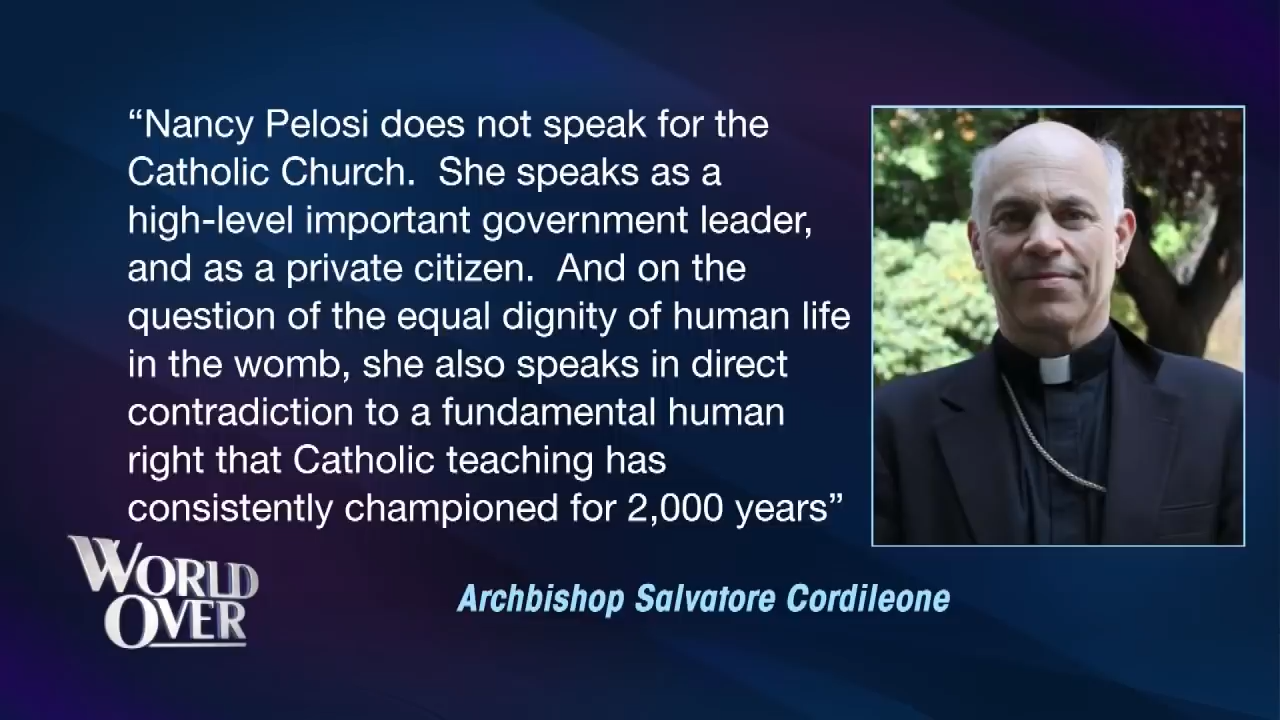 “Nancy Pelosi does not speak for the
Catholic Church.  She speaks as a
high-level important government leader,
and as a private citizen.  And on the
question of the equal dignity of human life
in the womb, she also speaks in direct
contradiction to a fundamental human
right that Catholic teaching has
consistently championed for 2,000 years”
WORLD
OVER
Archbishop Salvatore Cordileone